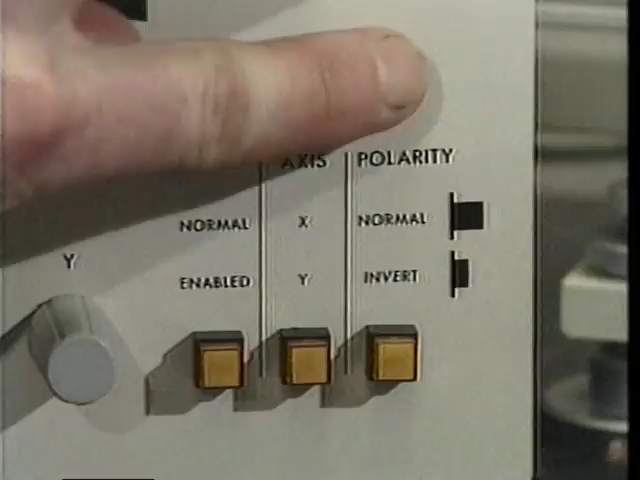 AXIS POLARITY
NORMAL X NORMAL
Y
ENABLED Y INVERT